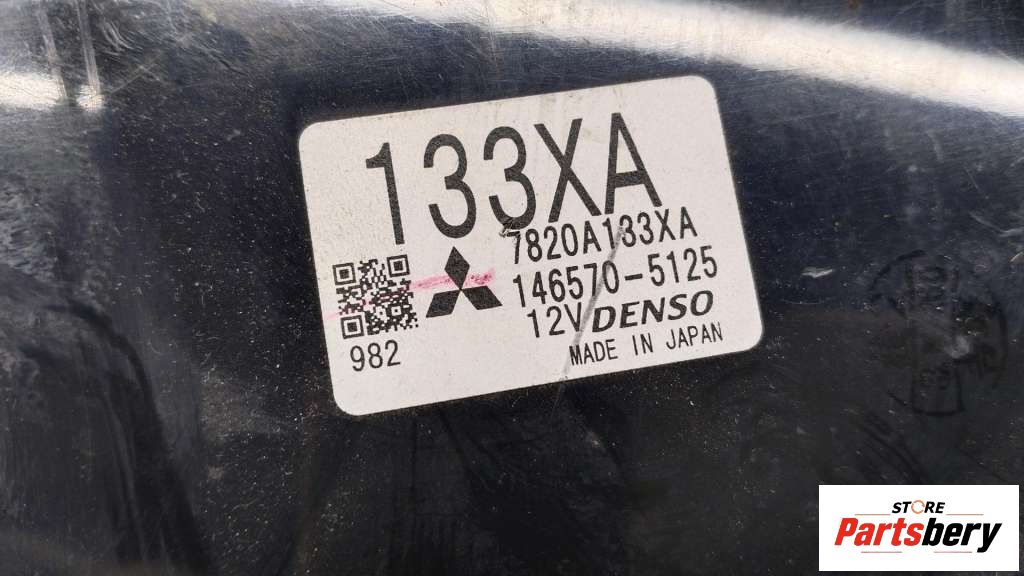 133XA
7820A133XA
146570-5125
12V DENSO
MADE IN JAPAN
982
STORE
Partsbery